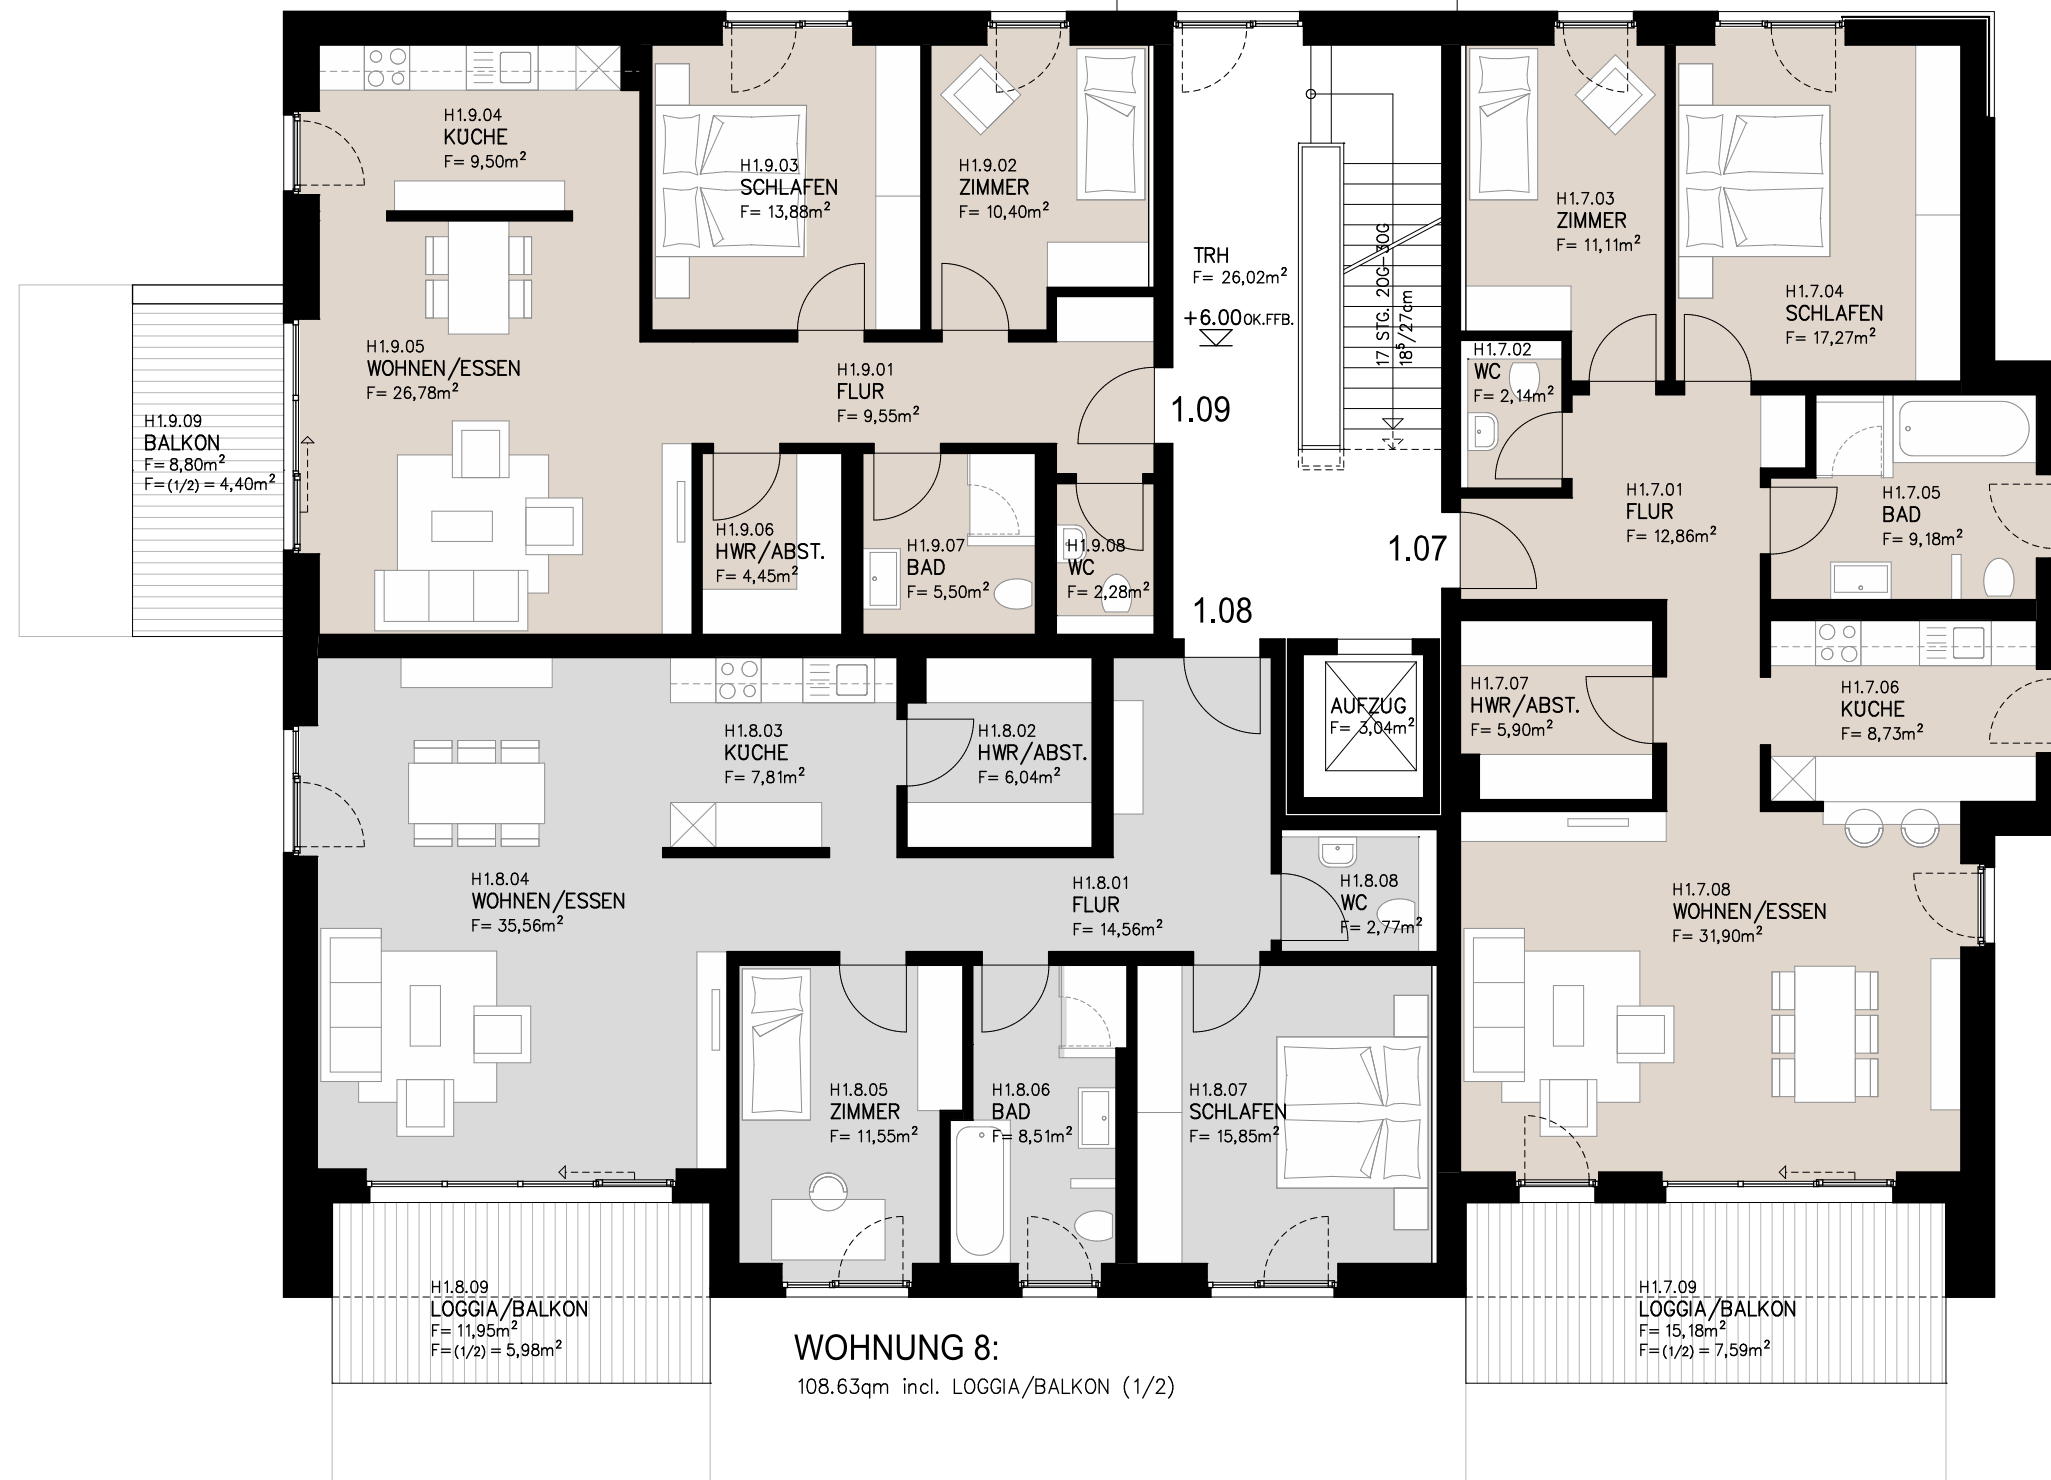 H1.9.04
KÜCHE
F= 9,50m²
H1.9.03
SCHLAFEN
F= 13,88m²
H1.9.02
ZIMMER
F= 10,40m²
TRH
F= 26,02m²
+6.00 OK.FFB.
17 STG. 2OG-3OG
18⁵/27cm
H1.7.03
ZIMMER
F= 11,11m²
H1.7.04
SCHLAFEN
F= 17,27m²
H1.7.02
WC
F= 2,14m²
H1.9.05
WOHNEN/ESSEN
F= 26,78m²
H1.9.01
FLUR
F= 9,55m²
1.09
H1.9.09
BALKON
F= 8,80m²
F=(1/2) = 4,40m²
H1.9.06
HWR/ABST.
F= 4,45m²
H1.9.07
BAD
F= 5,50m²
H1.9.08
WC
F= 2,28m²
1.07
H1.7.01
FLUR
F= 12,86m²
H1.7.05
BAD
F= 9,18m²
1.08
H1.8.03
KÜCHE
F= 7,81m²
H1.8.02
HWR/ABST.
F= 6,04m²
AUFZUG
F= 3,04m²
H1.7.07
HWR/ABST.
F= 5,90m²
H1.7.06
KÜCHE
F= 8,73m²
H1.8.04
WOHNEN/ESSEN
F= 35,56m²
H1.8.01
FLUR
F= 14,56m²
H1.8.08
WC
F= 2,77m²
H1.7.08
WOHNEN/ESSEN
F= 31,90m²
H1.8.05
ZIMMER
F= 11,55m²
H1.8.06
BAD
F= 8,51m²
H1.8.07
SCHLAFEN
F= 15,85m²
H1.8.09
LOGGIA/BALKON
F= 11,95m²
F=(1/2) = 5,98m²
H1.7.09
LOGGIA/BALKON
F= 15,18m²
F=(1/2) = 7,59m²
WOHNUNG 8:
108.63qm incl. LOGGIA/BALKON (1/2)